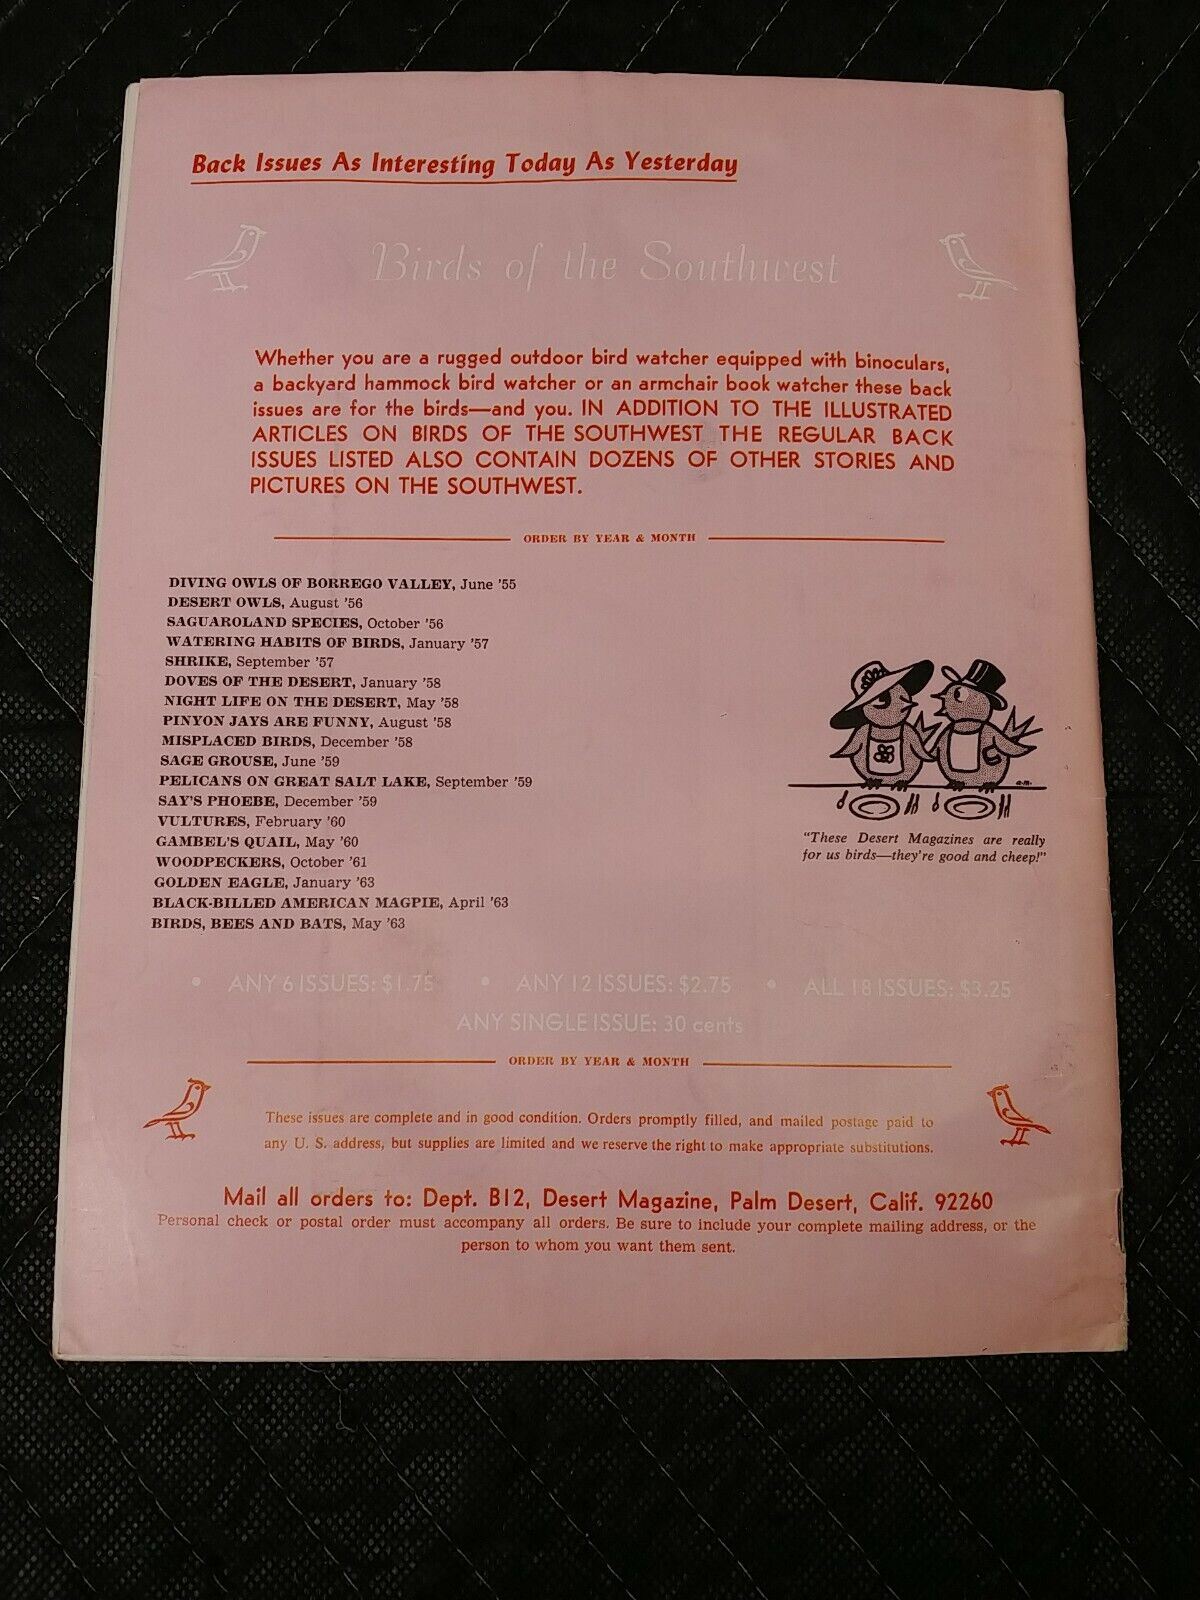 Back Issues As Interesting Today As Yesterday
Birds of the Southwest
Whether you are a rugged outdoor bird watcher equipped with binoculars,
a backyard hammock bird watcher or an armchair book watcher these back
issues are for the birds—and you. IN ADDITION TO THE ILLUSTRATED
ARTICLES ON BIRDS OF THE SOUTHWEST THE REGULAR BACK
ISSUES LISTED ALSO CONTAIN DOZENS OF OTHER STORIES AND
PICTURES ON THE SOUTHWEST.
ORDER BY YEAR & MONTH
DIVING OWLS OF BORREGO VALLEY, June '55
DESERT OWLS, August '56
SAGUAROLAND SPECIES, October '56
WATERING HABITS OF BIRDS, January '57
SHRIKE, September '57
DOVES OF THE DESERT, January '58
NIGHT LIFE ON THE DESERT, May '58
PINYON JAYS ARE FUNNY, August '58
MISPLACED BIRDS, December '58
SAGE GROUSE, June '59
PELICANS ON GREAT SALT LAKE, September '59
SAY'S PHOEBE, December '59
VULTURES, February '60
GAMBEL'S QUAIL, May '60
WOODPECKERS, October '61
GOLDEN EAGLE, January '63
BLACK-BILLED AMERICAN MAGPIE, April '63
BIRDS, BEES AND BATS, May '63
"These Desert Magazines are really
for us birds—they're good and cheep!"
• ANY 6 ISSUES: $1.75 • ANY 12 ISSUES: $2.75 • ALL 18 ISSUES: $3.25
ANY SINGLE ISSUE: 30 cents
ORDER BY YEAR & MONTH
These issues are complete and in good condition. Orders promptly filled, and mailed postage paid to
any U. S. address, but supplies are limited and we reserve the right to make appropriate substitutions.
Mail all orders to: Dept. B12, Desert Magazine, Palm Desert, Calif. 92260
Personal check or postal order must accompany all orders. Be sure to include your complete mailing address, or the
person to whom you want them sent.